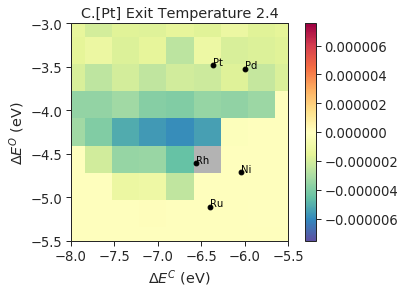 C.[Pt] Exit Temperature 2.4
−3.0
−3.5
−4.0
−4.5
−5.0
−5.5
ΔE^O (eV)
Pt
Pd
Rh
Ni
Ru
−8.0 −7.5 −7.0 −6.5 −6.0 −5.5
ΔE^C (eV)
0.000006
0.000004
0.000002
0.000000
−0.000002
−0.000004
−0.000006